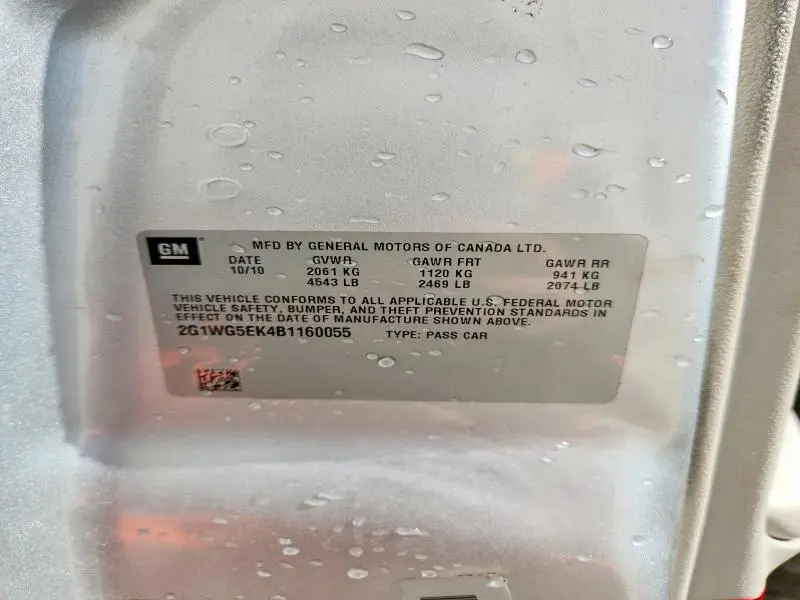 GM
MFD BY GENERAL MOTORS OF CANADA LTD.
DATE GVWR GAWR FRT GAWR RR
10/10 2061 KG 1120 KG 941 KG
4543 LB 2469 LB 2074 LB
THIS VEHICLE CONFORMS TO ALL APPLICABLE U.S. FEDERAL MOTOR
VEHICLE SAFETY, BUMPER, AND THEFT PREVENTION STANDARDS IN
EFFECT ON THE DATE OF MANUFACTURE SHOWN ABOVE.
2G1WG5EK4B1160055 TYPE: PASS CAR